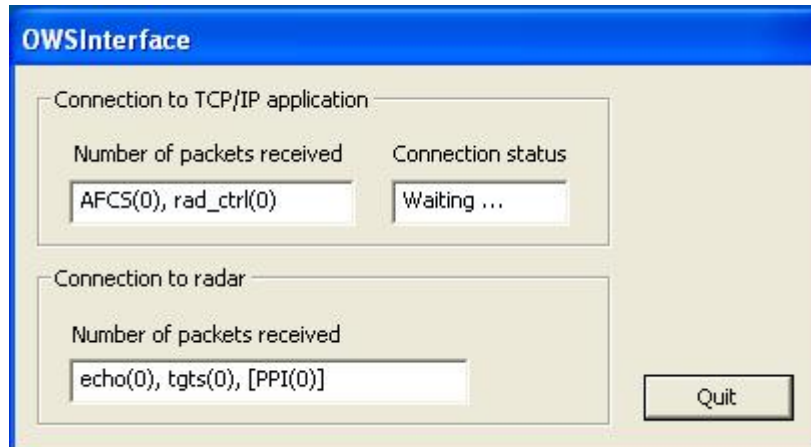 OWSInterface
Connection to TCP/IP application
Number of packets received
Connection status
AFCS(0), rad_ctrl(0)
Waiting ...
Connection to radar
Number of packets received
echo(0), tgts(0), [PPI(0)]
Quit